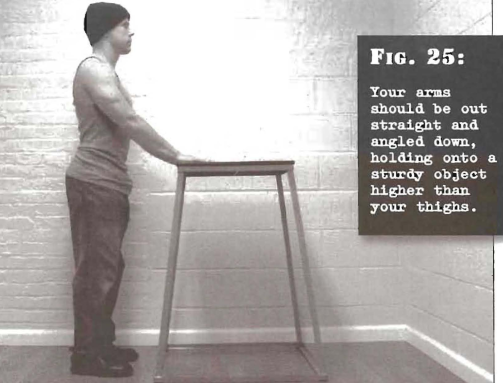 FIG. 25:
Your arms
should be out
straight and
angled down,
holding onto a
sturdy object
higher than
your thighs.